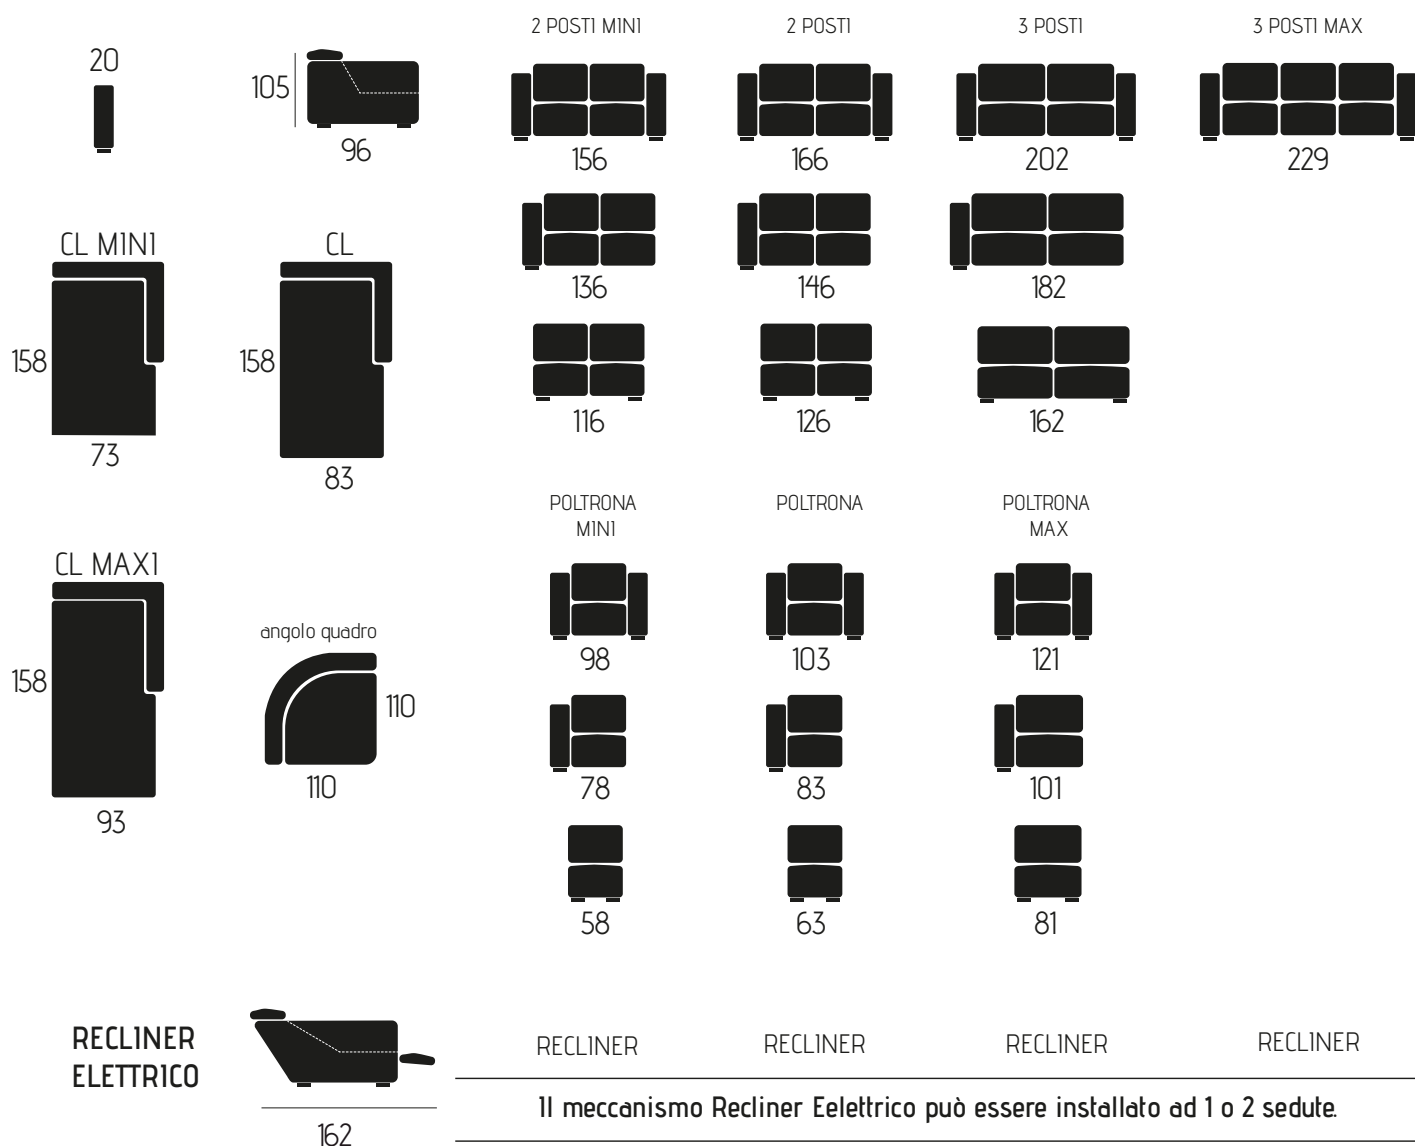 2 POSTI MINI
2 POSTI
3 POSTI
3 POSTI MAX
20
105
96
156
166
202
229
136
146
182
CL MINI
CL
158
158
73
83
116
126
162
POLTRONA
MINI
POLTRONA
POLTRONA
MAX
CL MAXI
158
93
angolo quadro
110
110
98
103
121
78
83
101
58
63
81
RECLINER
ELETTRICO
162
RECLINER
RECLINER
RECLINER
RECLINER
Il meccanismo Recliner Eelettrico può essere installato ad 1 o 2 sedute.